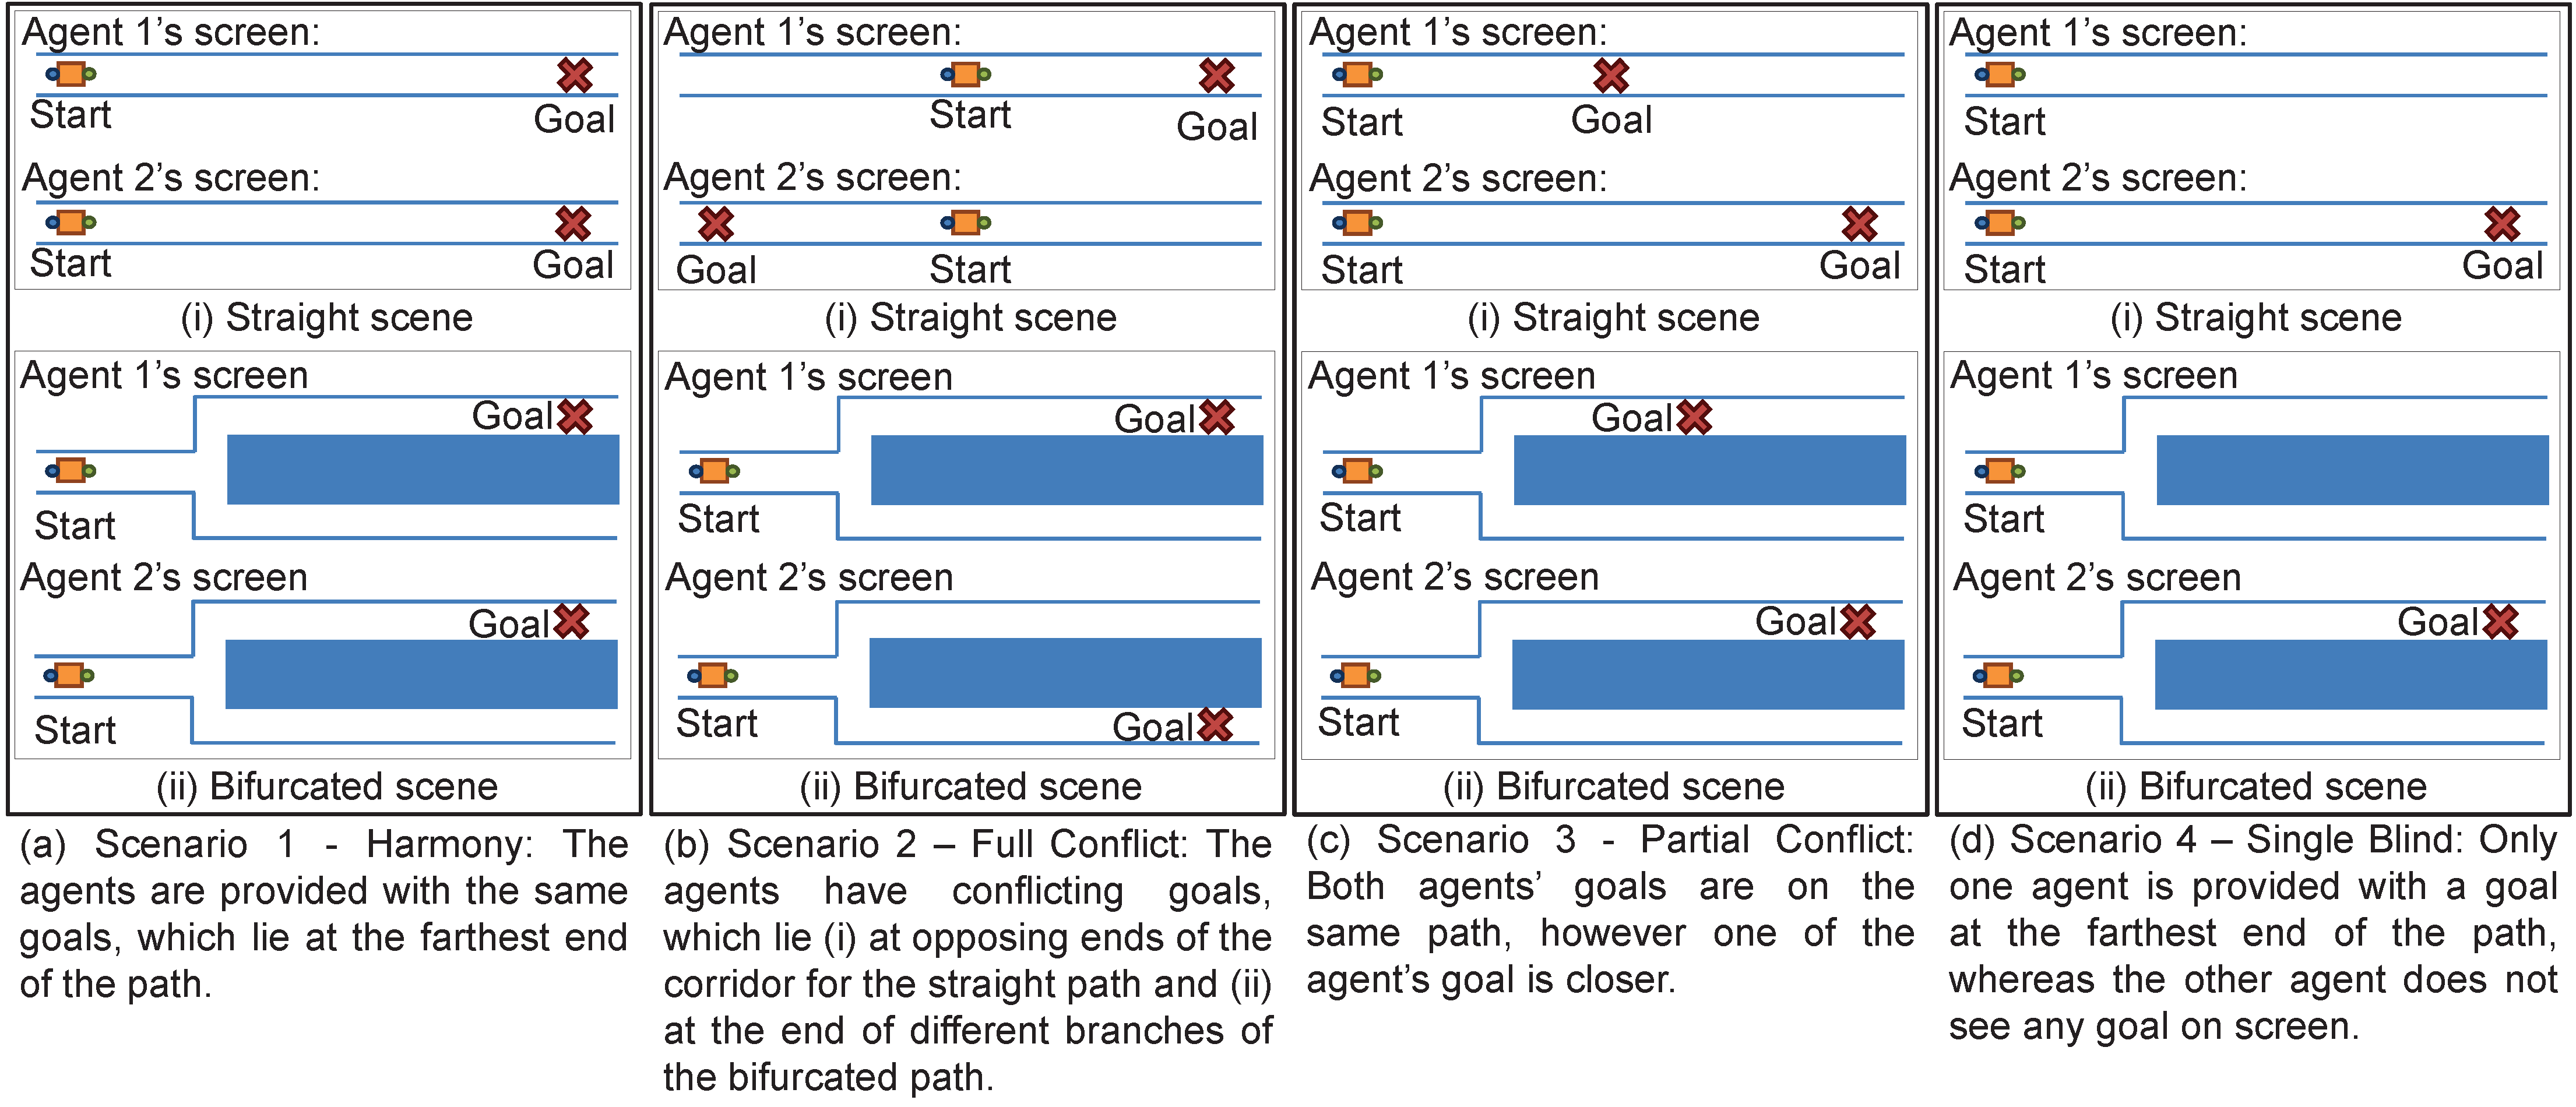 Agent 1’s screen:
Start
Goal
Agent 2’s screen:
Start
Goal
(i) Straight scene
Agent 1’s screen
Goal
Start
Agent 2’s screen
Goal
Start
(ii) Bifurcated scene
(a) Scenario 1 - Harmony: The
agents are provided with the same
goals, which lie at the farthest end
of the path.
Agent 1’s screen:
Start
Goal
Agent 2’s screen:
Goal
Start
(i) Straight scene
Agent 1’s screen
Goal
Start
Agent 2’s screen
Start
Goal
(ii) Bifurcated scene
(b) Scenario 2 – Full Conflict: The
agents have conflicting goals,
which lie (i) at opposing ends of the
corridor for the straight path and (ii)
at the end of different branches of
the bifurcated path.
Agent 1’s screen:
Start
Goal
Agent 2’s screen:
Start
Goal
(i) Straight scene
Agent 1’s screen
Goal
Start
Agent 2’s screen
Goal
Start
(ii) Bifurcated scene
(c) Scenario 3 - Partial Conflict:
Both agents’ goals are on the
same path, however one of the
agent’s goal is closer.
Agent 1’s screen:
Start
Agent 2’s screen:
Start
Goal
(i) Straight scene
Agent 1’s screen
Start
Agent 2’s screen
Goal
Start
(ii) Bifurcated scene
(d) Scenario 4 – Single Blind: Only
one agent is provided with a goal
at the farthest end of the path,
whereas the other agent does not
see any goal on screen.